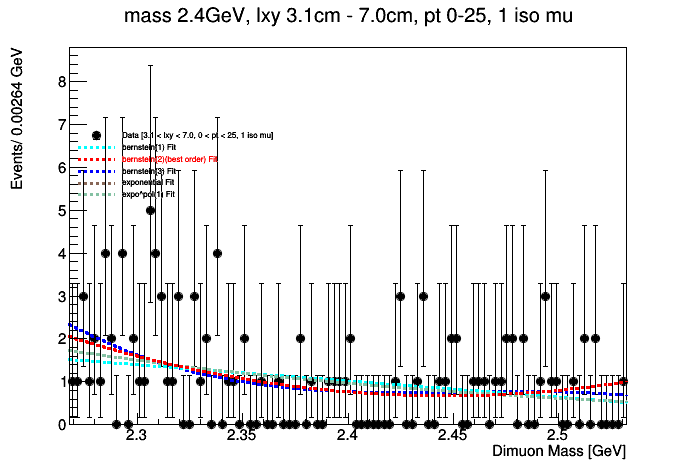 mass 2.4GeV, lxy 3.1cm - 7.0cm, pt 0-25, 1 iso mu
Events/ 0.00264 GeV
8
7
6
5
4
3
2
1
0
Data [3.1 < lxy < 7.0, 0 < pt < 25, 1 iso mu]
bernstein(1) Fit
bernstein(2)(best order) Fit
bernstein(3) Fit
exponential Fit
expo*pol(1) Fit
2.3
2.35
2.4
2.45
2.5
Dimuon Mass [GeV]